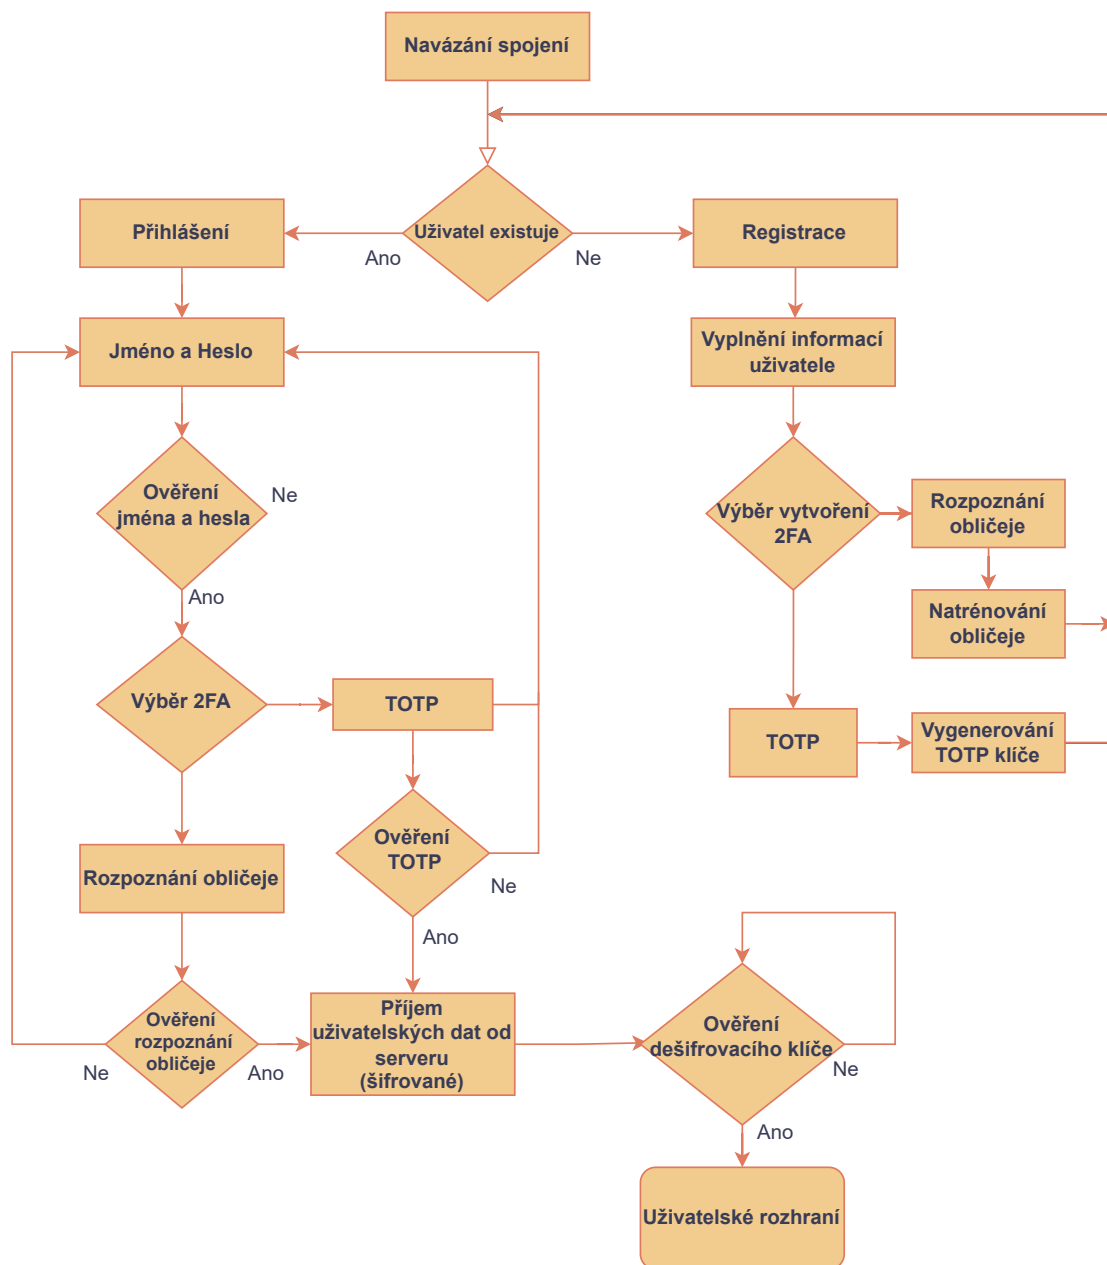 Navázání spojení
Uživatel existuje
Přihlášení
Ano
Ne
Registrace
Jméno a Heslo
Vyplnění informací
uživatele
Ověření
jména a hesla
Ne
Ano
Výběr vytvoření
2FA
Rozpoznání
obličeje
Natrénování
obličeje
Výběr 2FA
TOTP
TOTP
Vygenerování
TOTP klíče
Ověření
TOTP
Ne
Ano
Rozpoznání obličeje
Ověření
rozpoznání
obličeje
Ne
Ano
Příjem
uživatelských dat od
serveru
(šifrované)
Ověření
dešifrovacího klíče
Ne
Ano
Uživatelské rozhraní